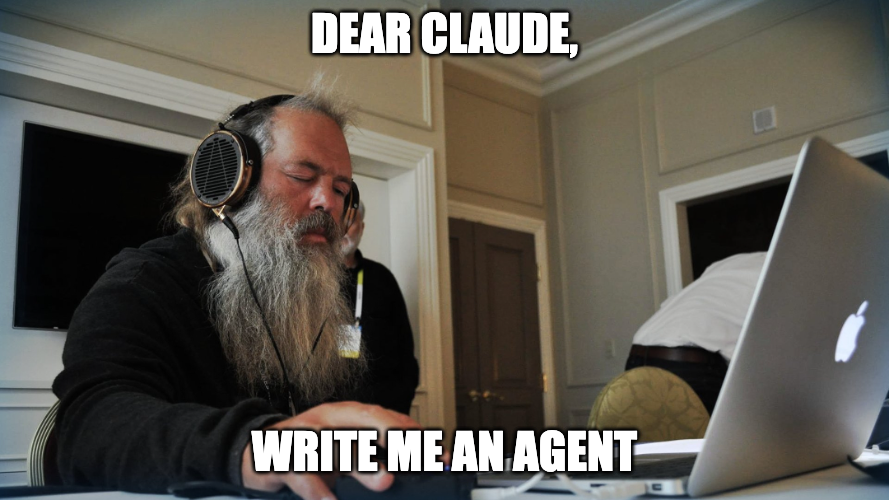 DEAR CLAUDE,
WRITE ME AN AGENT